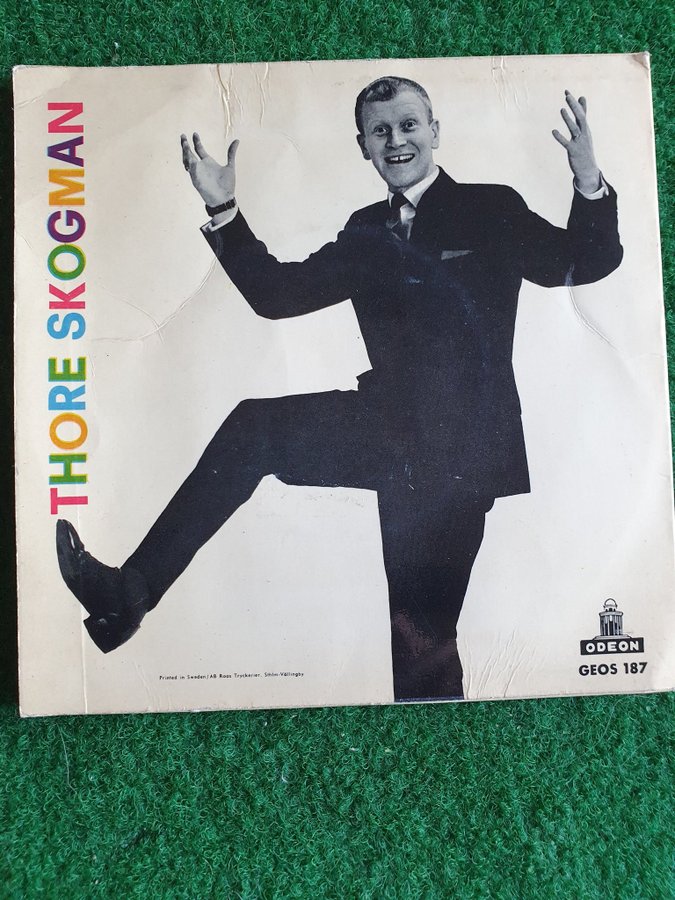 THORE SKOGMAN
Printed in Sweden/AB Roos Tryckerier, Sthlm-Vällingby
ODEON
GEOS 187